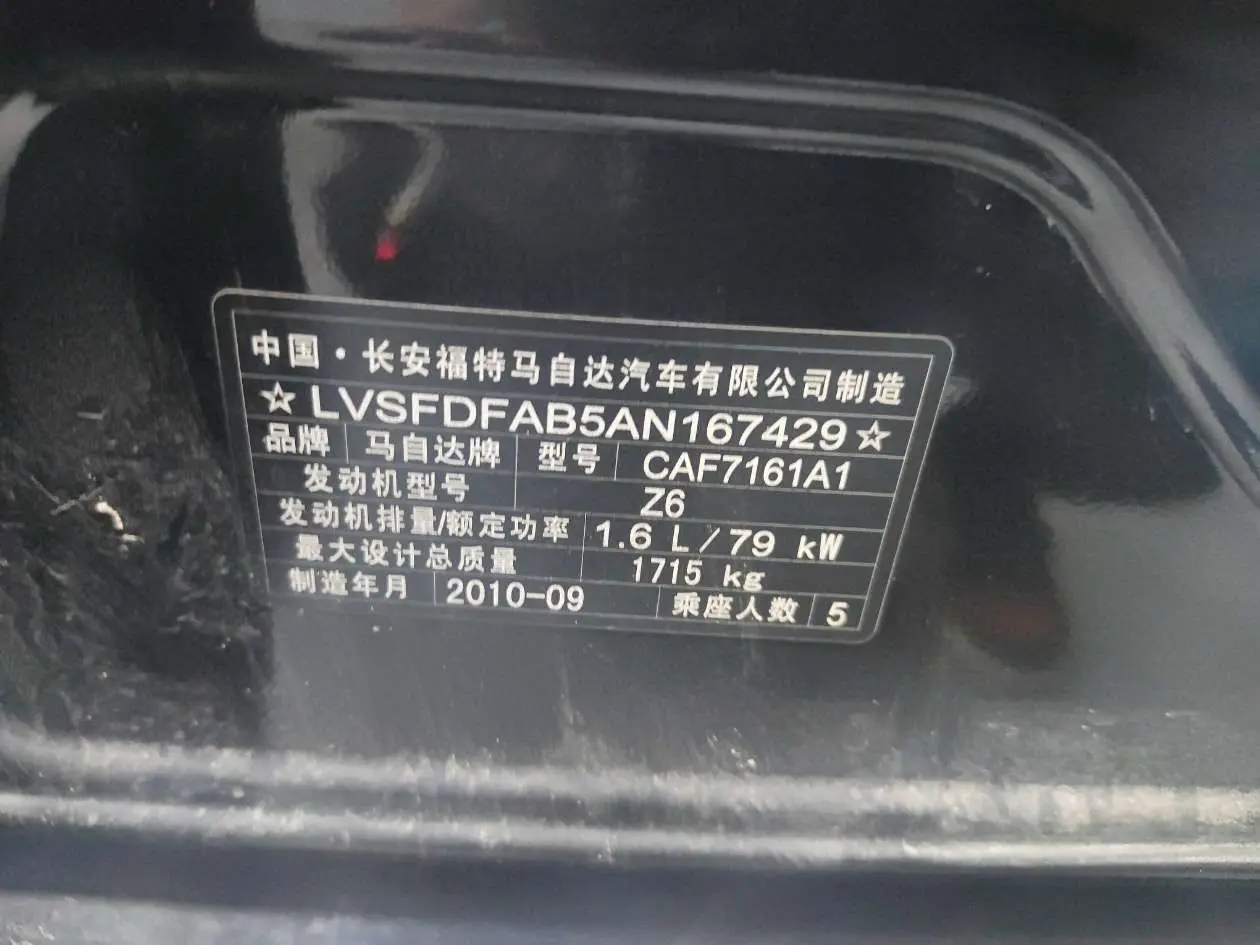 中国·长安福特马自达汽车有限公司制造
☆LVSFDFAB5AN167429☆
品牌 马自达牌 型号 CAF7161A1
发动机型号 Z6
发动机排量/额定功率 1.6 L/79 kW
最大设计总质量 1715 kg
制造年月 2010-09 乘座人数 5